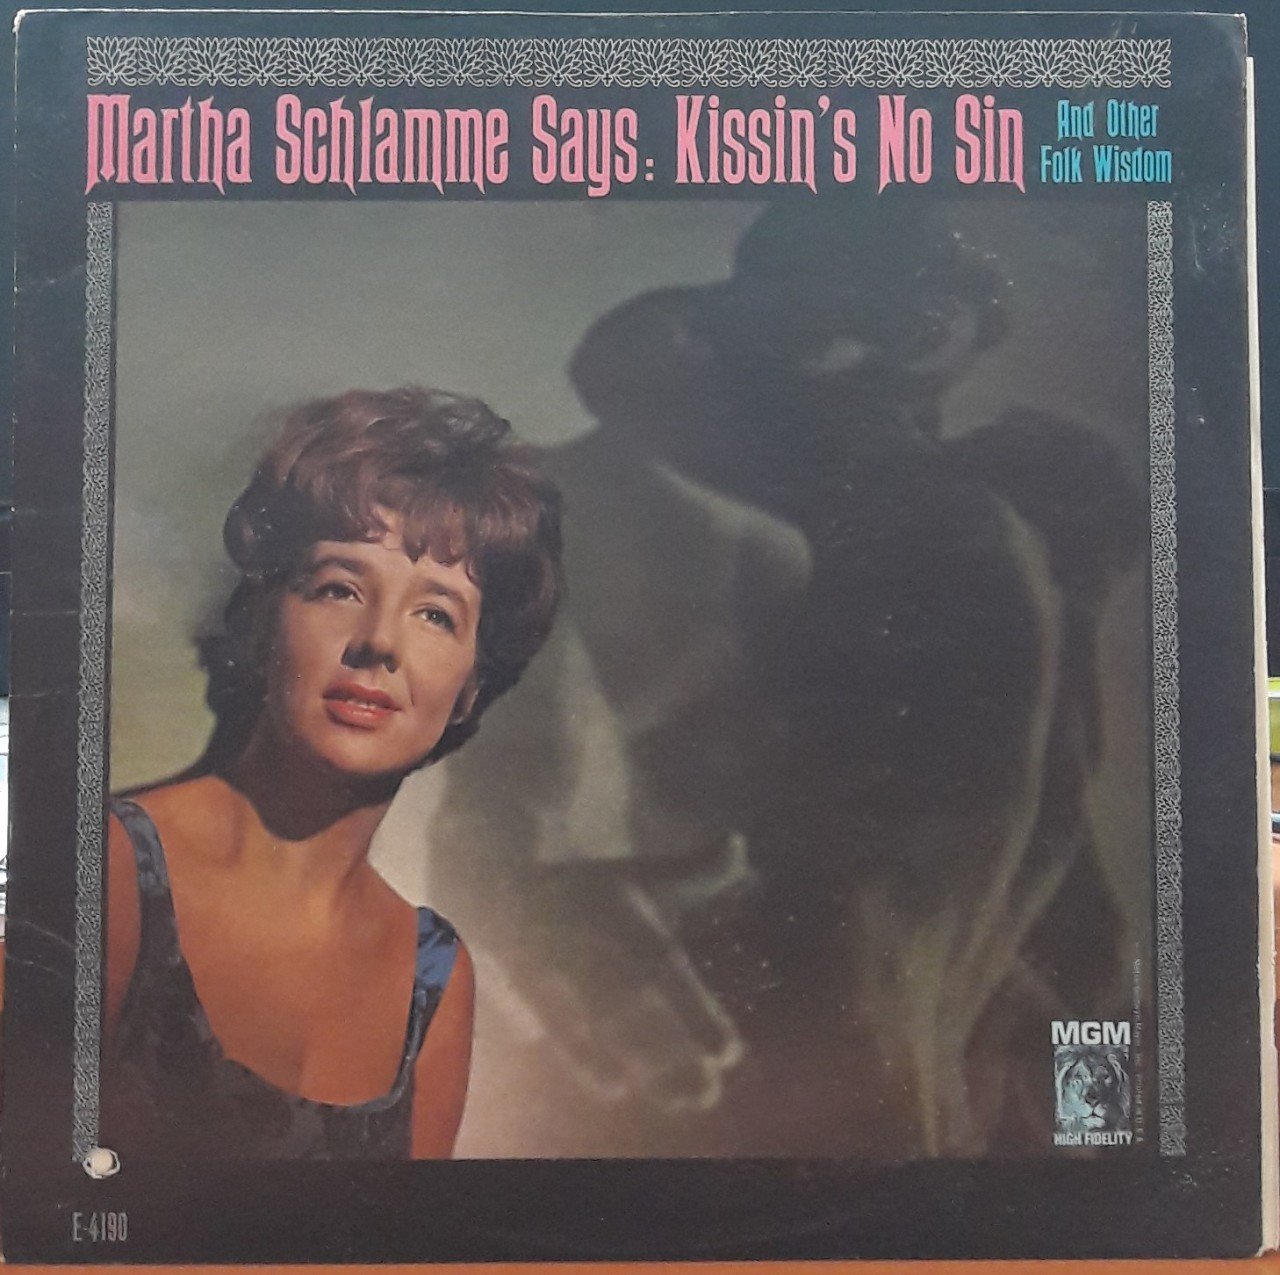 Martha Schlamme Says: Kissin's No Sin
And Other
Folk Wisdom
MGM
HIGH FIDELITY
E-4190